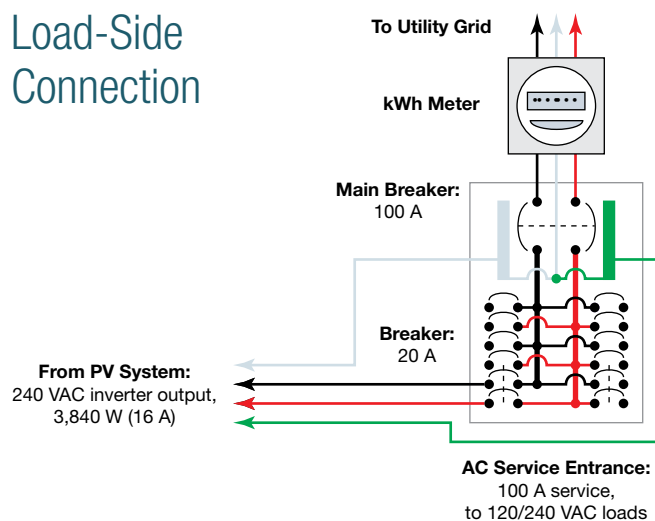 Load-Side
Connection
To Utility Grid
kWh Meter
Main Breaker:
100 A
Breaker:
20 A
From PV System:
240 VAC inverter output,
3,840 W (16 A)
AC Service Entrance:
100 A service,
to 120/240 VAC loads